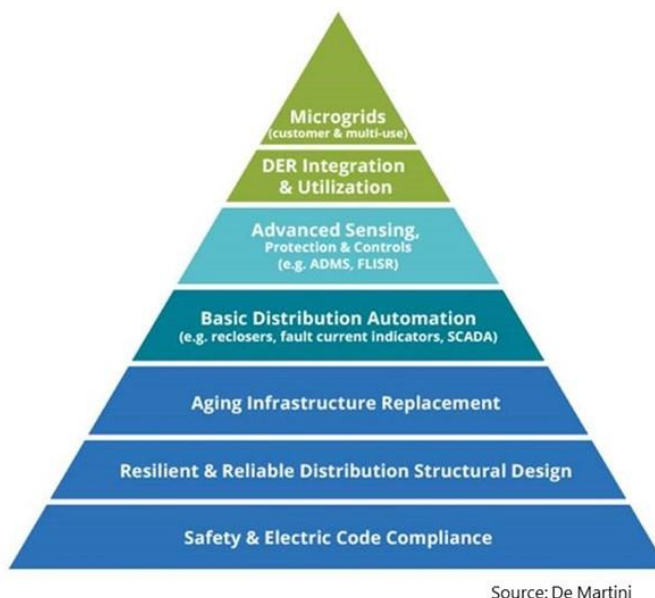 Microgrids
(customer & multi-use)
DER Integration
& Utilization
Advanced Sensing,
Protection & Controls
(e.g. ADMS, FLISR)
Basic Distribution Automation
(e.g. reclosers, fault current indicators, SCADA)
Aging Infrastructure Replacement
Resilient & Reliable Distribution Structural Design
Safety & Electric Code Compliance
Source: De Martini